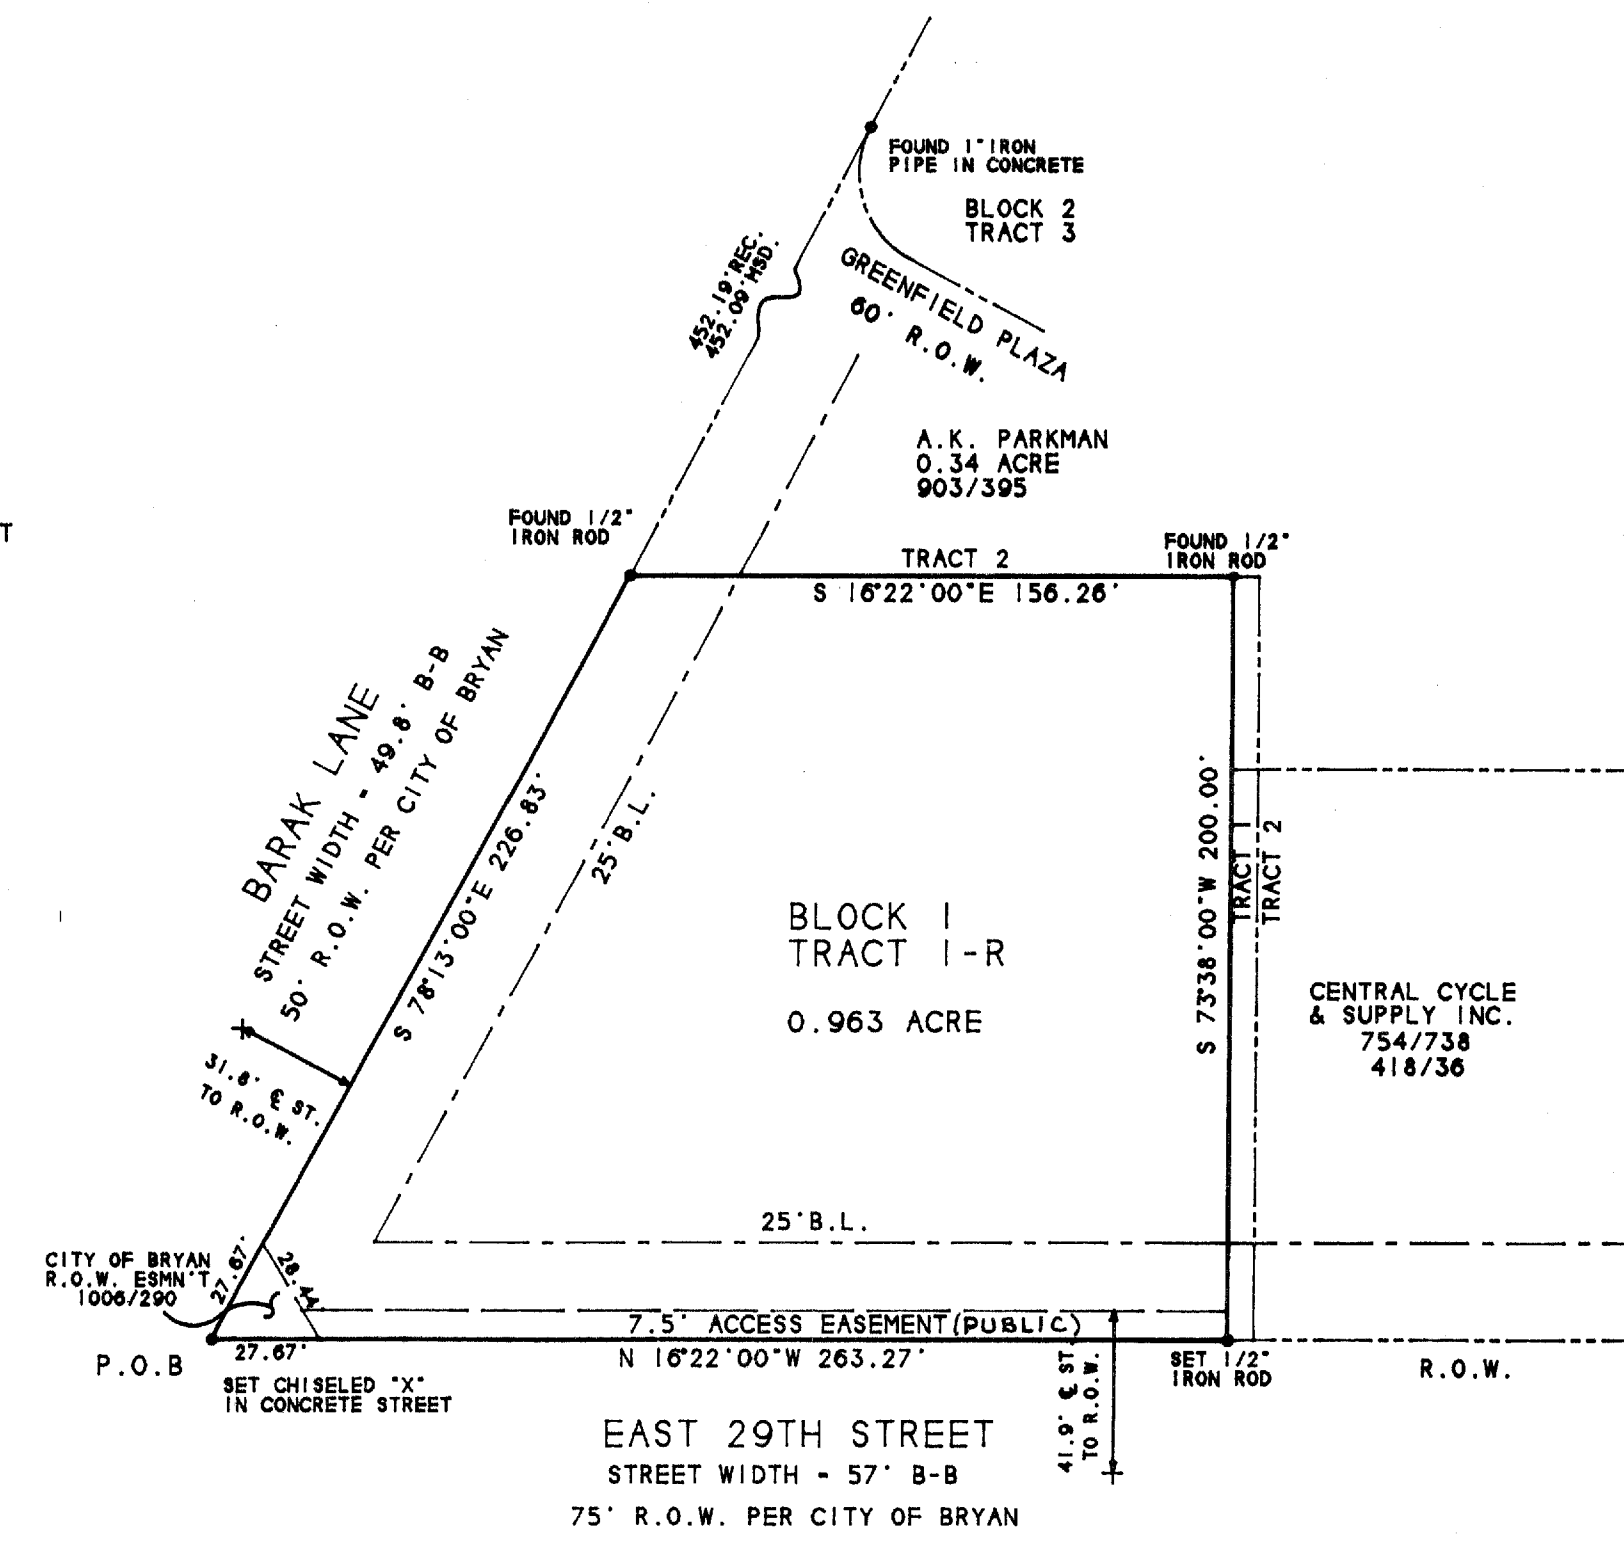 FOUND 1" IRON
PIPE IN CONCRETE
BLOCK 2
TRACT 3
GREENFIELD PLAZA
60' R.O.W.
452.19' REC.
452.09' MSD.
A.K. PARKMAN
0.34 ACRE
903/395
T
FOUND 1/2"
IRON ROD
FOUND 1/2"
IRON ROD
TRACT 2
S 16°22'00"E 156.26'
BARAK LANE
STREET WIDTH = 49.8' B-B
50' R.O.W. PER CITY OF BRYAN
S 78°13'00"E 226.83'
25' B.L.
S 73°38'00"W 200.00'
TRACT 1
TRACT 2
BLOCK 1
TRACT 1-R
0.963 ACRE
CENTRAL CYCLE
& SUPPLY INC.
754/738
418/36
31.8' ℄ ST.
TO R.O.W.
25' B.L.
CITY OF BRYAN
R.O.W. ESMN'T
1006/290
27.67'
28.44
7.5' ACCESS EASEMENT (PUBLIC)
N 16°22'00"W 263.27'
P.O.B
27.67'
SET CHISELED "X"
IN CONCRETE STREET
41.9' ℄ ST.
TO R.O.W.
SET 1/2"
IRON ROD
R.O.W.
EAST 29TH STREET
STREET WIDTH = 57' B-B
75' R.O.W. PER CITY OF BRYAN